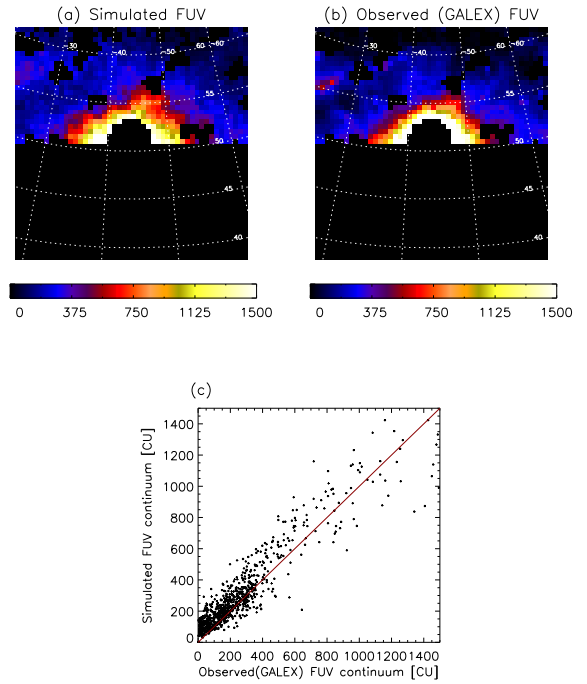 (a) Simulated FUV
(b) Observed (GALEX) FUV
-30 -40 -50 -60
55
50
45
40
-30 -40 -50 -60
55
50
45
40
0 375 750 1125 1500
0 375 750 1125 1500
(c)
Simulated FUV continuum [CU]
1400
1200
1000
800
600
400
200
0
0 200 400 600 800 1000 1200 1400
Observed(GALEX) FUV continuum [CU]